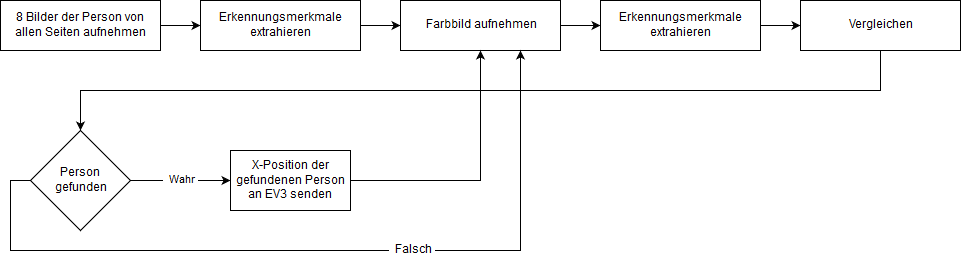 8 Bilder der Person von
allen Seiten aufnehmen
Erkennungsmerkmale
extrahieren
Farbbild aufnehmen
Erkennungsmerkmale
extrahieren
Vergleichen
Person
gefunden
Wahr
X-Position der
gefundenen Person
an EV3 senden
Falsch